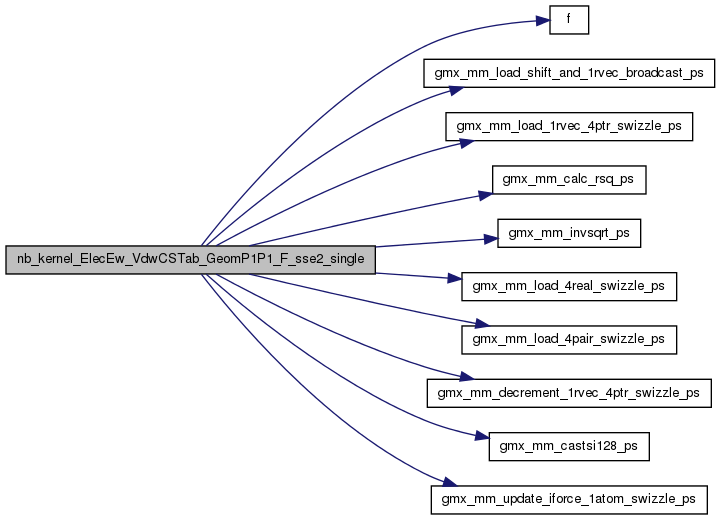 f
gmx_mm_load_shift_and_1rvec_broadcast_ps
gmx_mm_load_1rvec_4ptr_swizzle_ps
gmx_mm_calc_rsq_ps
gmx_mm_invsqrt_ps
nb_kernel_ElecEw_VdwCSTab_GeomP1P1_F_sse2_single
gmx_mm_load_4real_swizzle_ps
gmx_mm_load_4pair_swizzle_ps
gmx_mm_decrement_1rvec_4ptr_swizzle_ps
gmx_mm_castsi128_ps
gmx_mm_update_iforce_1atom_swizzle_ps